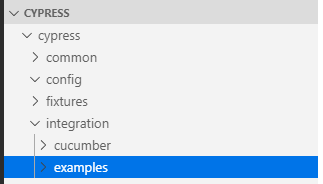 CYPRESS
cypress
common
config
fixtures
integration
cucumber
examples